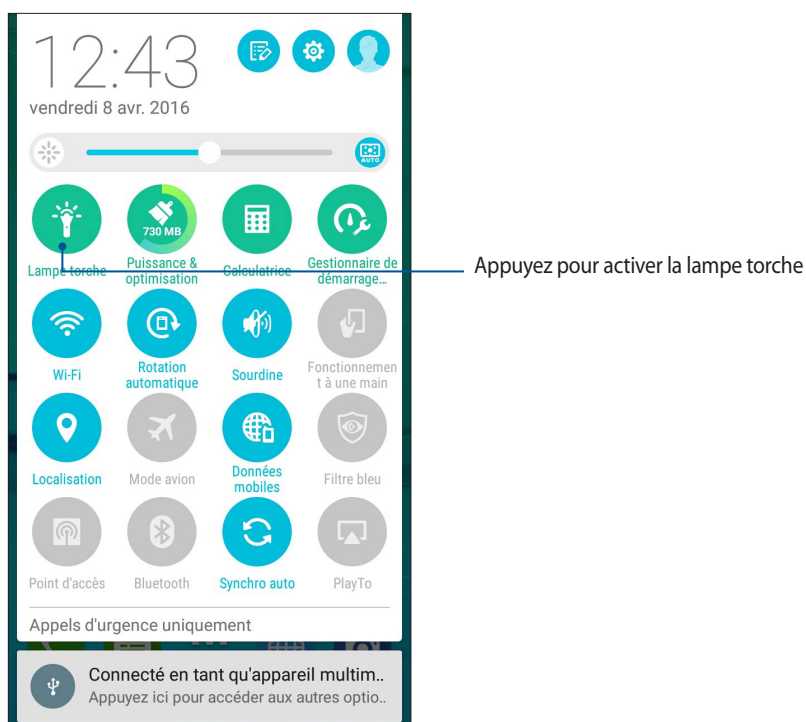 12:43
vendredi 8 avr. 2016
AUTO
730 MB
Lampe torche
Puissance &
optimisation
Calculatrice
Gestionnaire de
démarrage...
Appuyez pour activer la lampe torche
Wi-Fi
Rotation
automatique
Sourdine
Fonctionnemen
t à une main
Localisation
Mode avion
Données
mobiles
Filtre bleu
Point d'accès
Bluetooth
Synchro auto
PlayTo
Appels d'urgence uniquement
Connecté en tant qu'appareil multim..
Appuyez ici pour accéder aux autres optio..